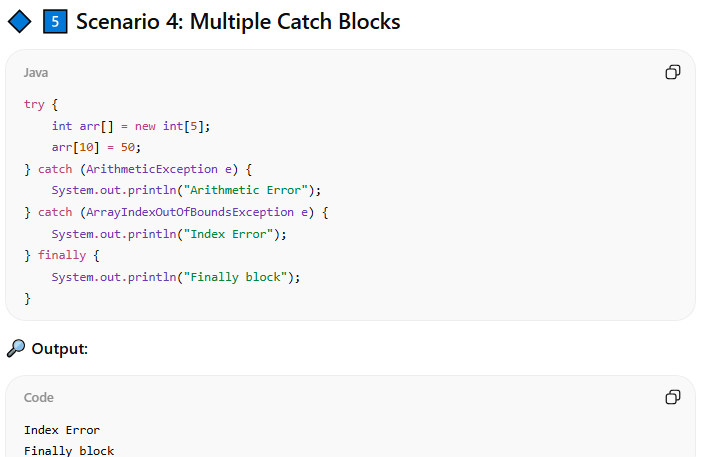 5 Scenario 4: Multiple Catch Blocks
Java
try {
    int arr[] = new int[5];
    arr[10] = 50;
} catch (ArithmeticException e) {
    System.out.println("Arithmetic Error");
} catch (ArrayIndexOutOfBoundsException e) {
    System.out.println("Index Error");
} finally {
    System.out.println("Finally block");
}
Output:
Code
Index Error
Finally block